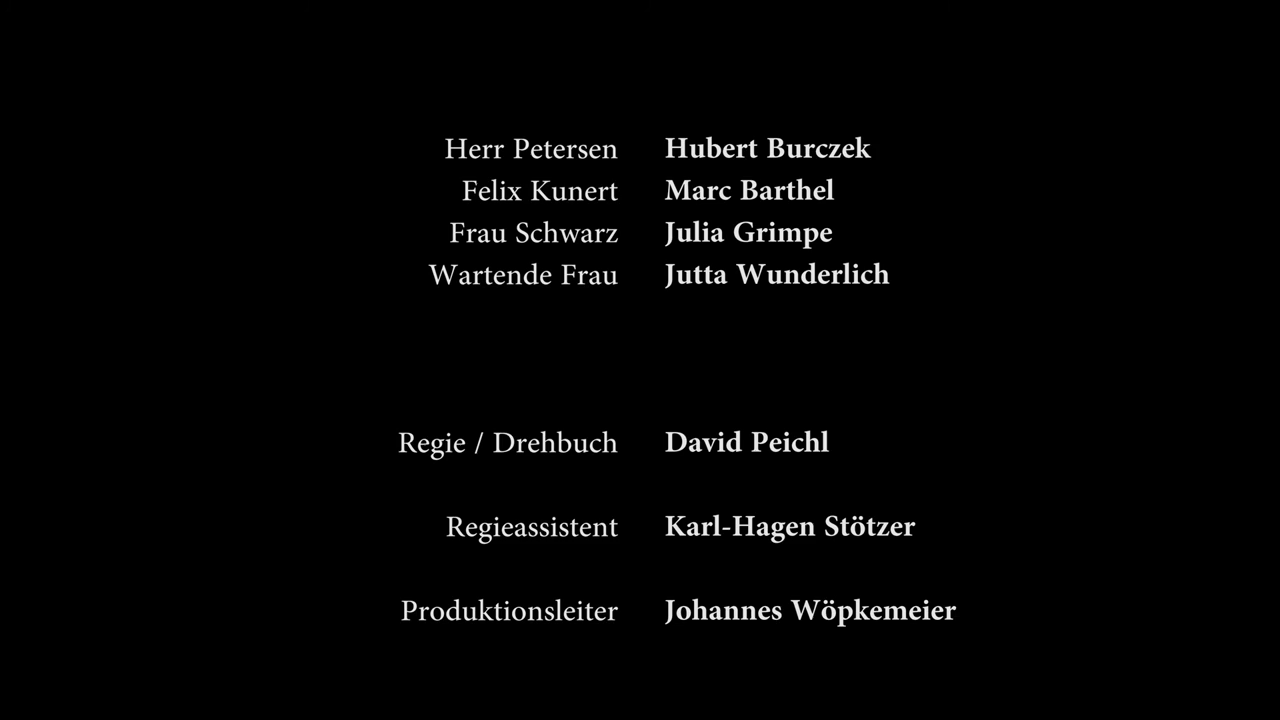 Herr Petersen Hubert Burczek
Felix Kunert Marc Barthel
Frau Schwarz Julia Grimpe
Wartende Frau Jutta Wunderlich
Regie / Drehbuch David Peichl
Regieassistent Karl-Hagen Stötzer
Produktionsleiter Johannes Wöpkemeier